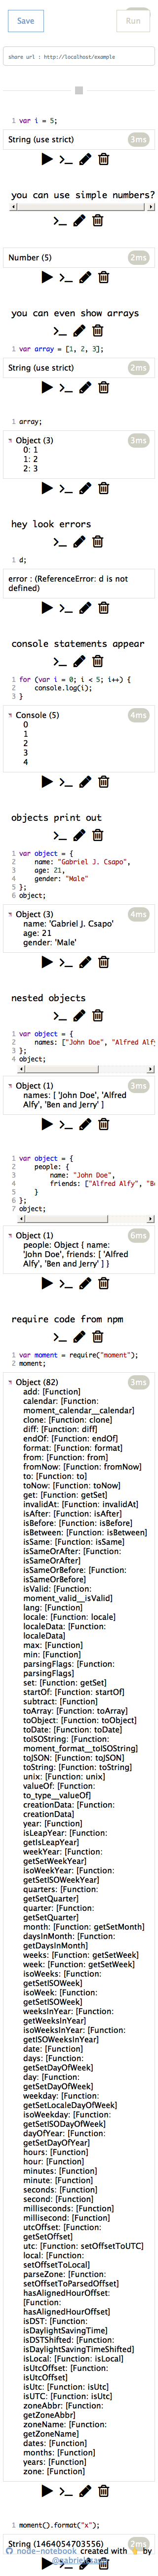 Save
Run
share url : http://localhost/example
1 var i = 5;
String (use strict)
3ms
you can use simple numbers?
Number (5)
2ms
you can even show arrays
1 var array = [1, 2, 3];
String (use strict)
2ms
1 array;
Object (3)
3ms
0: 1
1: 2
2: 3
hey look errors
1 d;
error : (ReferenceError: d is not
defined)
console statements appear
1 for (var i = 0; i < 5; i++) {
2 console.log(i);
3 }
Console (5)
4ms
0
1
2
3
4
objects print out
1 var object = {
2 name: "Gabriel J. Csapo",
3 age: 21,
4 gender: "Male"
5 };
6 object;
Object (3)
4ms
name: 'Gabriel J. Csapo'
age: 21
gender: 'Male'
nested objects
1 var object = {
2 names: ["John Doe", "Alfred Alfy
3 };
4 object;
Object (1)
3ms
names: [ 'John Doe', 'Alfred
Alfy', 'Ben and Jerry' ]
1 var object = {
2 people: {
3 name: "John Doe",
4 friends: ["Alfred Alfy", "Be
5 }
6 };
7 object;
Object (1)
6ms
people: Object { name:
'John Doe', friends: [ 'Alfred
Alfy', 'Ben and Jerry' ] }
require code from npm
1 var moment = require("moment");
2 moment;
Object (82)
3ms
add: [Function]
calendar: [Function:
moment_calendar__calendar]
clone: [Function: clone]
diff: [Function: diff]
endOf: [Function: endOf]
format: [Function: format]
from: [Function: from]
fromNow: [Function: fromNow]
to: [Function: to]
toNow: [Function: toNow]
get: [Function: getSet]
invalidAt: [Function: invalidAt]
isAfter: [Function: isAfter]
isBefore: [Function: isBefore]
isBetween: [Function: isBetween]
isSame: [Function: isSame]
isSameOrAfter: [Function:
isSameOrAfter]
isSameOrBefore: [Function:
isSameOrBefore]
isValid: [Function:
moment_valid__isValid]
lang: [Function]
locale: [Function: locale]
localeData: [Function:
localeData]
max: [Function]
min: [Function]
parsingFlags: [Function:
parsingFlags]
set: [Function: getSet]
startOf: [Function: startOf]
subtract: [Function]
toArray: [Function: toArray]
toObject: [Function: toObject]
toDate: [Function: toDate]
toISOString: [Function:
moment_format__toISOString]
toJSON: [Function: toJSON]
toString: [Function: toString]
unix: [Function: unix]
valueOf: [Function:
to_type__valueOf]
creationData: [Function:
creationData]
year: [Function]
isLeapYear: [Function:
getIsLeapYear]
weekYear: [Function:
getSetWeekYear]
isoWeekYear: [Function:
getSetISOWeekYear]
quarters: [Function:
getSetQuarter]
quarter: [Function:
getSetQuarter]
month: [Function: getSetMonth]
daysInMonth: [Function:
getDaysInMonth]
weeks: [Function: getSetWeek]
week: [Function: getSetWeek]
isoWeeks: [Function:
getSetISOWeek]
isoWeek: [Function:
getSetISOWeek]
weeksInYear: [Function:
getWeeksInYear]
isoWeeksInYear: [Function:
getISOWeeksInYear]
date: [Function]
days: [Function:
getSetDayOfWeek]
day: [Function:
getSetDayOfWeek]
weekday: [Function:
getSetLocaleDayOfWeek]
isoWeekday: [Function:
getSetISODayOfWeek]
dayOfYear: [Function:
getSetDayOfYear]
hours: [Function]
hour: [Function]
minutes: [Function]
minute: [Function]
seconds: [Function]
second: [Function]
milliseconds: [Function]
millisecond: [Function]
utcOffset: [Function:
getSetOffset]
utc: [Function: setOffsetToUTC]
local: [Function:
setOffsetToLocal]
parseZone: [Function:
setOffsetToParsedOffset]
hasAlignedHourOffset:
[Function:
hasAlignedHourOffset]
isDST: [Function:
isDaylightSavingTime]
isDSTShifted: [Function:
isDaylightSavingTimeShifted]
isLocal: [Function: isLocal]
isUtcOffset: [Function:
isUtcOffset]
isUtc: [Function: isUtc]
isUTC: [Function: isUtc]
zoneAbbr: [Function:
getZoneAbbr]
zoneName: [Function:
getZoneName]
dates: [Function]
months: [Function]
years: [Function]
zone: [Function]
1 moment().format("x");
String (1464054703556)
2ms
node-notebook created with by